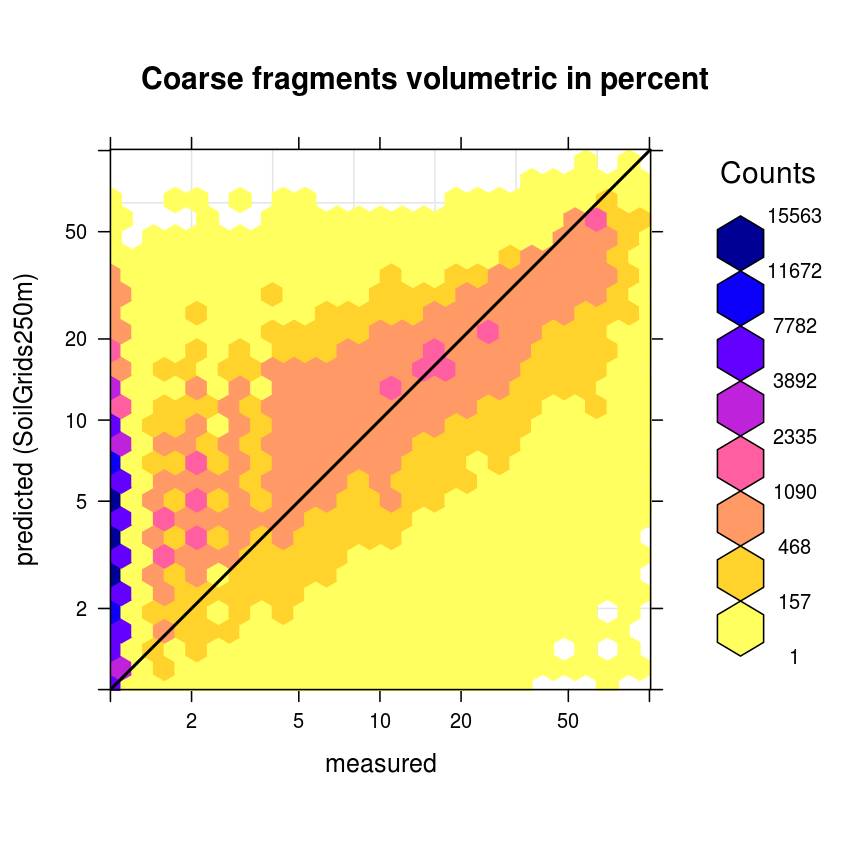 Coarse fragments volumetric in percent
Counts
15563
11672
7782
3892
2335
1090
468
157
1
predicted (SoilGrids250m)
50
20
10
5
2
2 5 10 20 50
measured